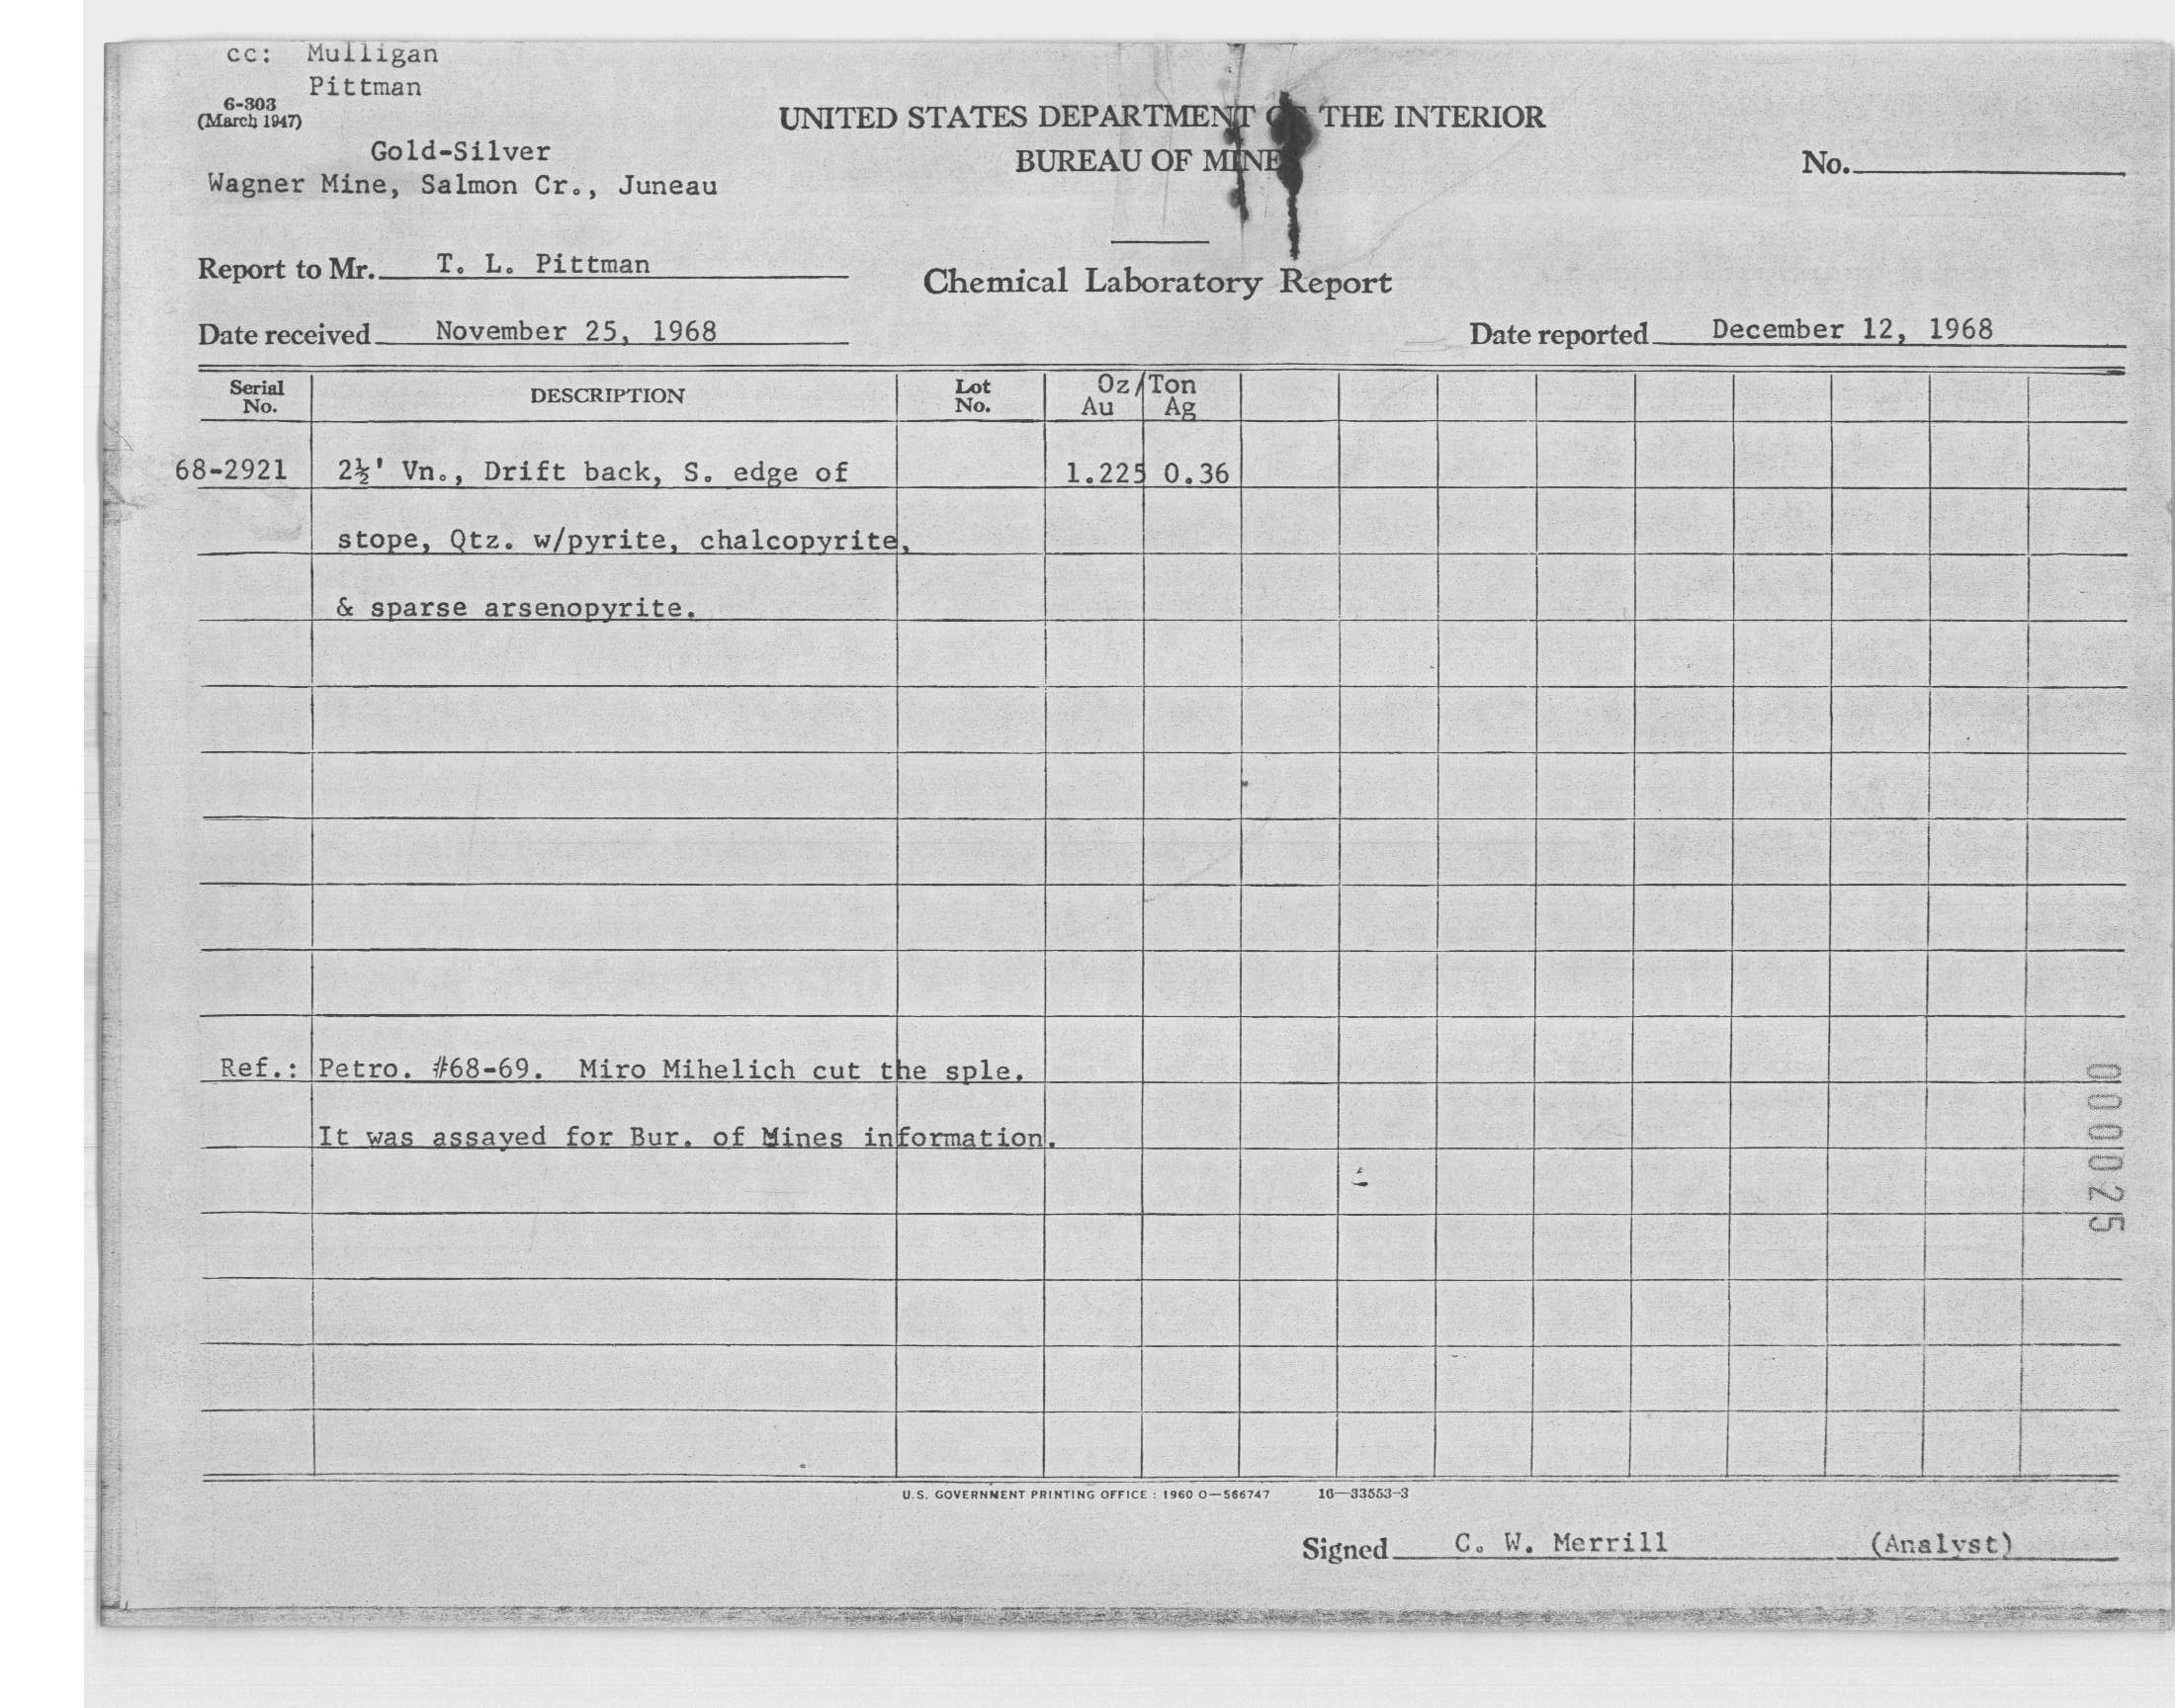 cc: Mulligan
Pittman
6-303
(March 1947)
Gold-Silver
Wagner Mine, Salmon Cr., Juneau
UNITED STATES DEPARTMENT OF THE INTERIOR
BUREAU OF MINES
No.
Report to Mr. T. L. Pittman
Chemical Laboratory Report
Date received November 25, 1968
Date reported December 12, 1968
Serial No. DESCRIPTION Lot No. Oz/Ton Au Ag
68-2921 2½' Vn., Drift back, S. edge of 1.225 0.36
stope, Qtz. w/pyrite, chalcopyrite,
& sparse arsenopyrite.
Ref.: Petro. #68-69. Miro Mihelich cut the sple.
It was assayed for Bur. of Mines information.
000025
U.S. GOVERNMENT PRINTING OFFICE : 1960 O—566747 16—33553-3
Signed C. W. Merrill (Analyst)